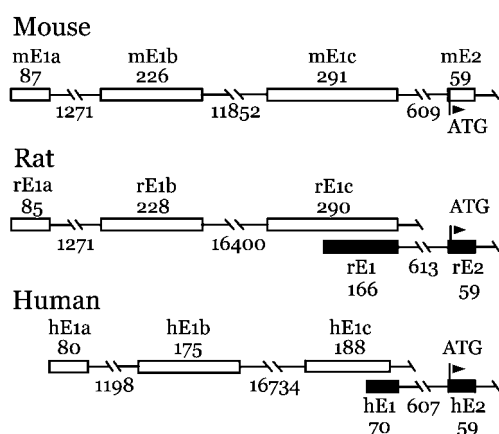 Mouse
mE1a mE1b mE1c mE2
87 226 291 59
1271 11852 609
ATG
Rat
rE1a rE1b rE1c
85 228 290 ATG
1271 16400 rE1 613 rE2
166 59
Human
hE1a hE1b hE1c
80 175 188 ATG
1198 16734 hE1 607 hE2
70 59